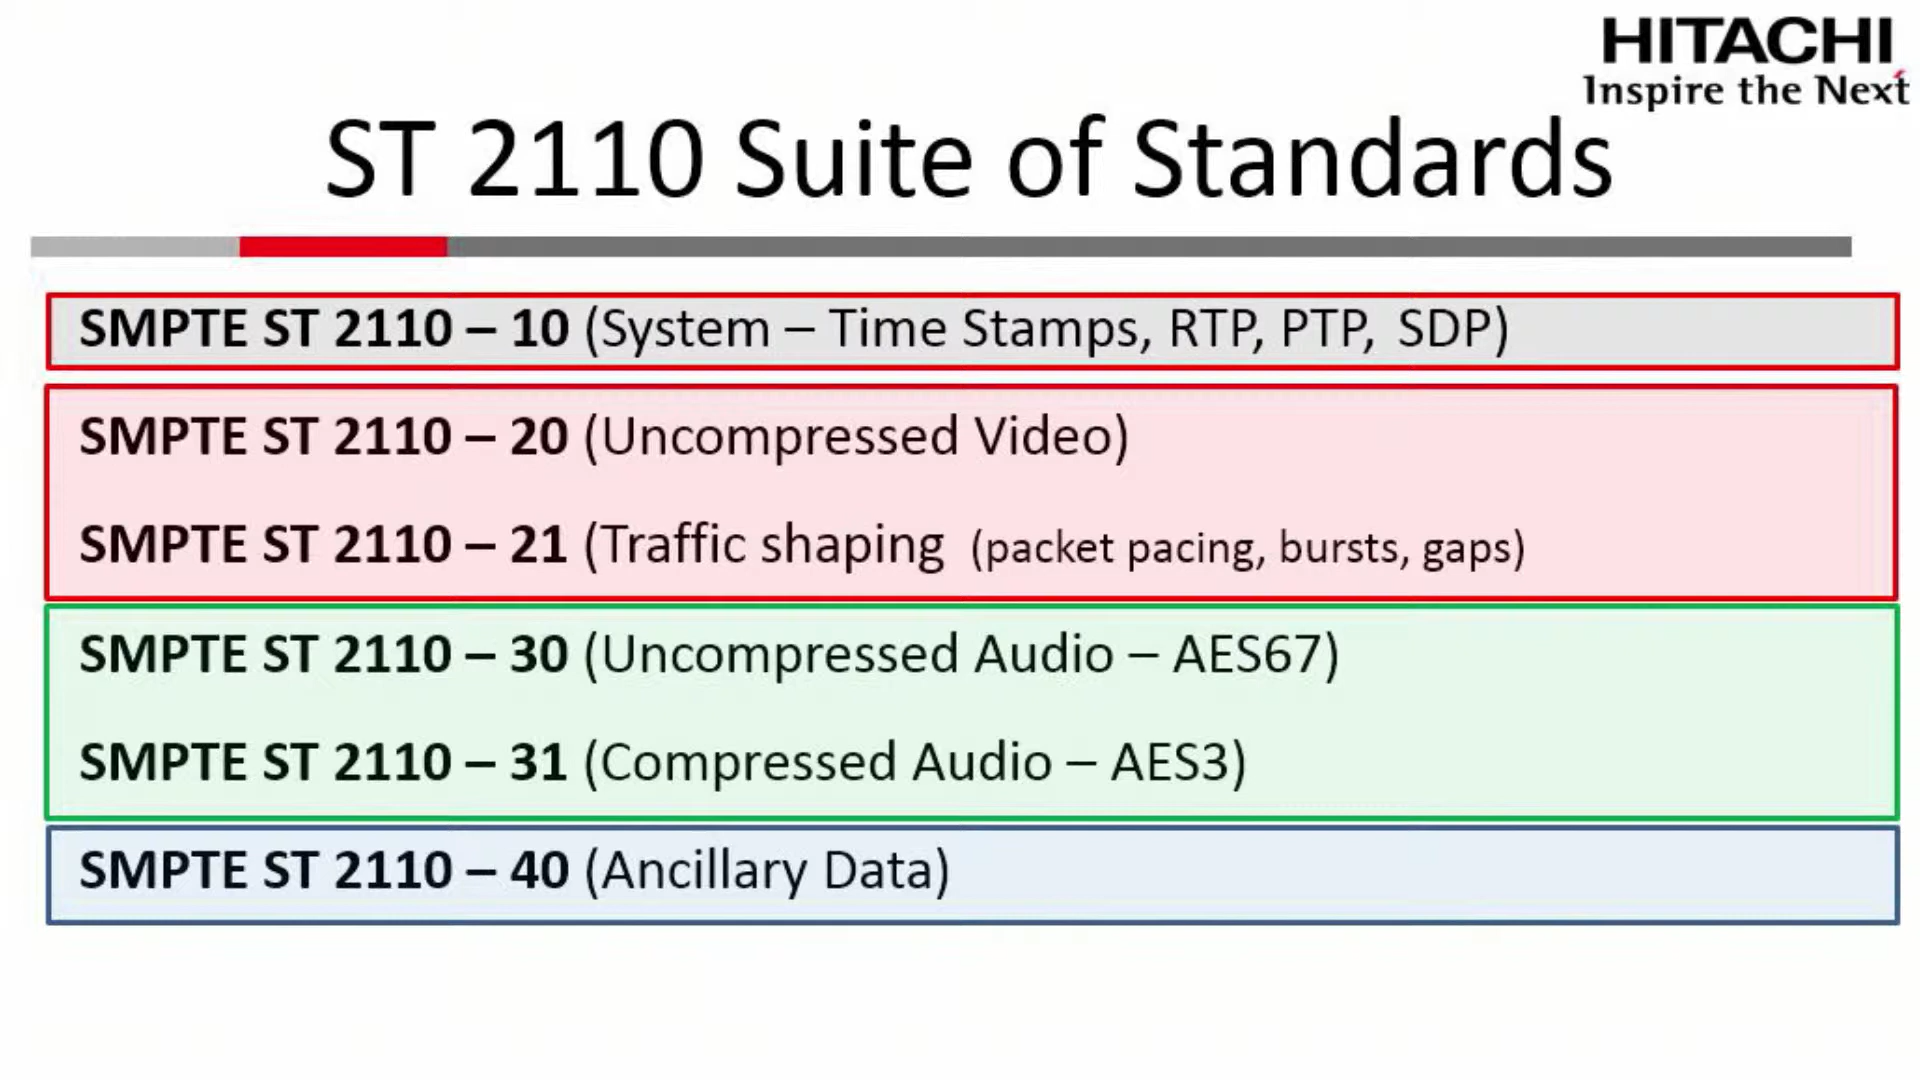 HITACHI
Inspire the Next
ST 2110 Suite of Standards
SMPTE ST 2110 – 10 (System – Time Stamps, RTP, PTP, SDP)
SMPTE ST 2110 – 20 (Uncompressed Video)
SMPTE ST 2110 – 21 (Traffic shaping (packet pacing, bursts, gaps)
SMPTE ST 2110 – 30 (Uncompressed Audio – AES67)
SMPTE ST 2110 – 31 (Compressed Audio – AES3)
SMPTE ST 2110 – 40 (Ancillary Data)